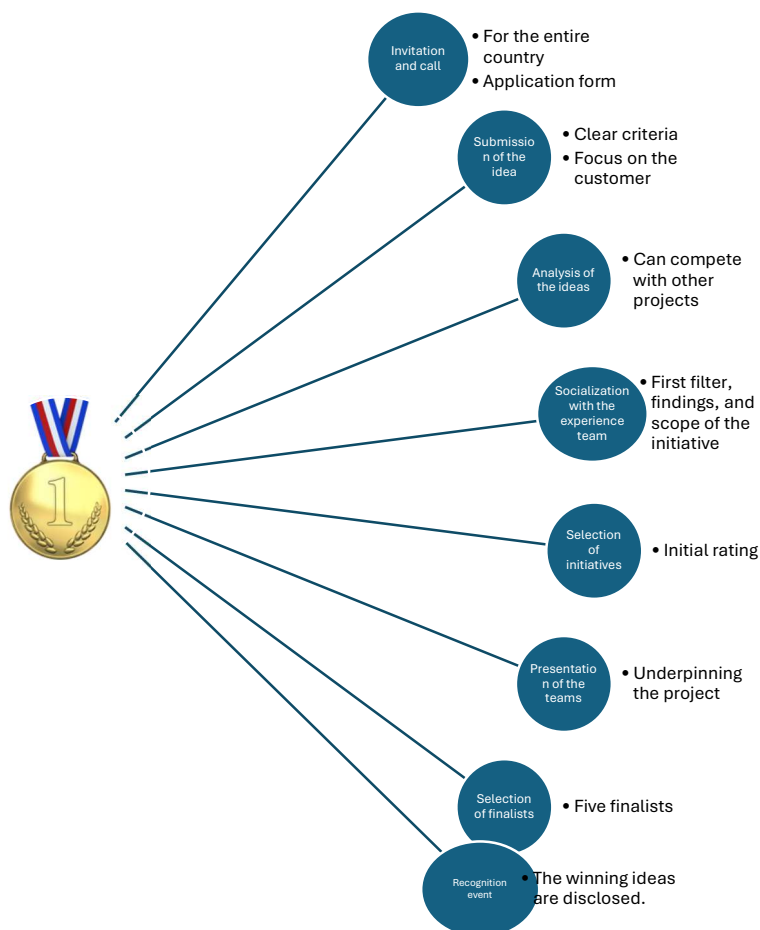 Invitation
and call
• For the entire
country
• Application form
Submissio
n of the
idea
• Clear criteria
• Focus on the
customer
Analysis of
the ideas
• Can compete
with other
projects
Socialization
with the
experience
team
• First filter,
findings, and
scope of the
initiative
1
Selection
of
initiatives
• Initial rating
Presentatio
n of the
teams
• Underpinning
the project
Selection
of finalists
• Five finalists
Recognition
event
• The winning ideas
are disclosed.